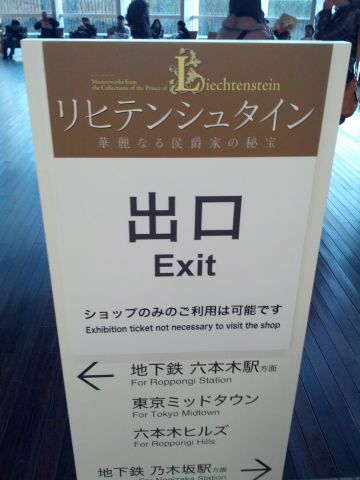 Masterworks from
the Collections of the Prince of Liechtenstein
リヒテンシュタイン
華麗なる侯爵家の秘宝
出口
Exit
ショップのみのご利用は可能です
Exhibition ticket not necessary to visit the shop
地下鉄 六本木駅方面
For Roppongi Station
東京ミッドタウン
For Tokyo Midtown
六本木ヒルズ
For Roppongi Hills
地下鉄 乃木坂駅方面
For Nogizaka Station